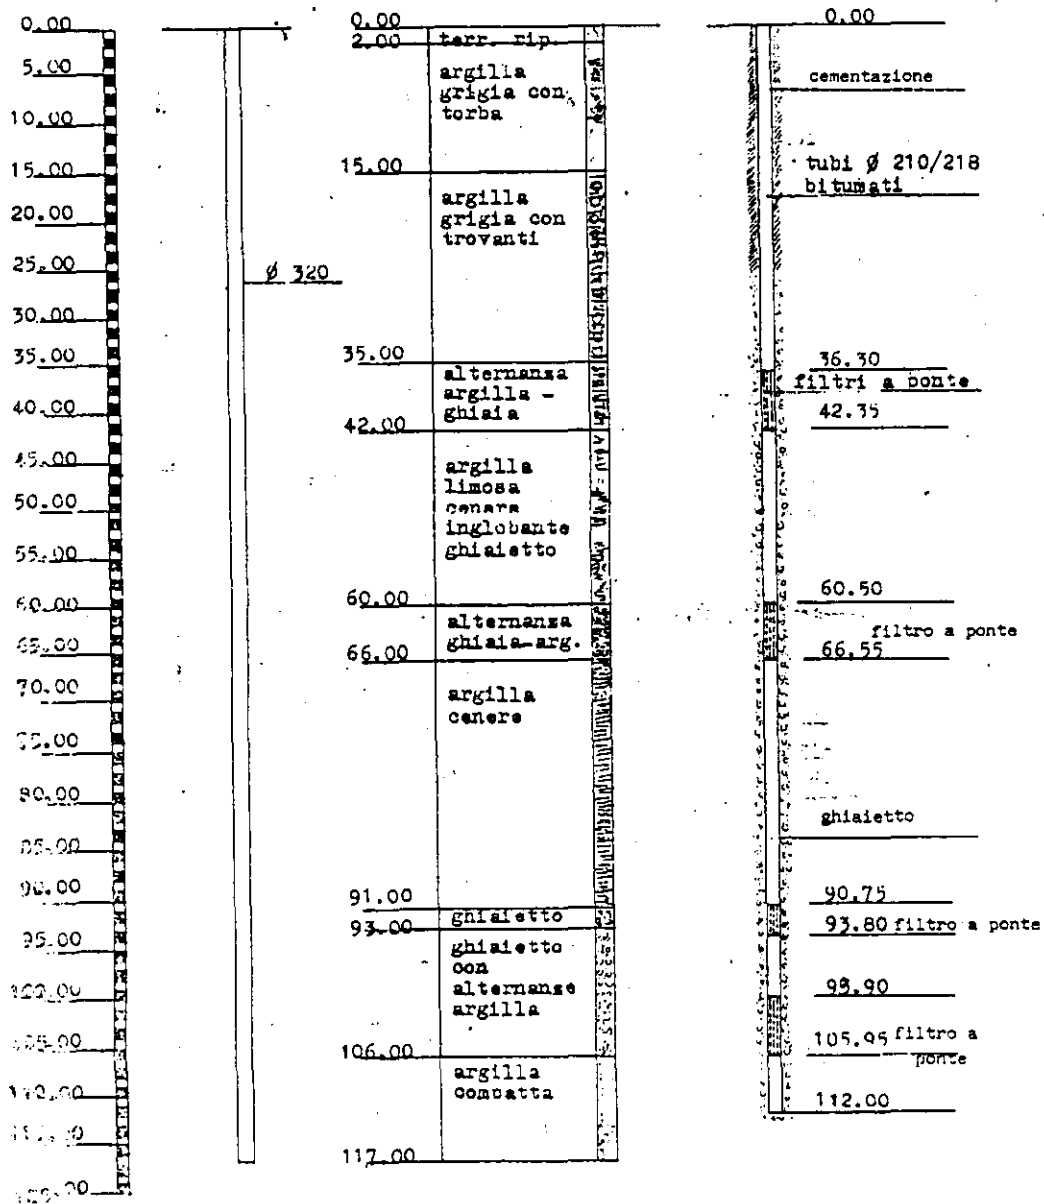 0.00
5.00
10.00
15.00
20.00
25.00
30.00
35.00
40.00
45.00
50.00
55.00
60.00
65.00
70.00
80.00
90.00
95.00
Ø 320
0.00
terr. rip.
2.00
argilla
grigia con
torba
15.00
argilla
grigia con
trovanti
35.00
alternanza
argilla -
ghiaia
42.00
argilla
limosa
inglobante
ghiaietto
60.00
alternanza
ghiaia-arg.
66.00
argilla
cenere
91.00
ghiaietto
93.00
ghiaietto
con
alternanze
argilla
106.00
argilla
compatta
117.00
0.00
cementazione
tubi Ø 210/218
bitumati
36.30
filtri a ponte
42.35
60.50
filtro a ponte
66.55
ghiaietto
90.75
93.80 filtro a ponte
105.95 filtro a
ponte
112.00